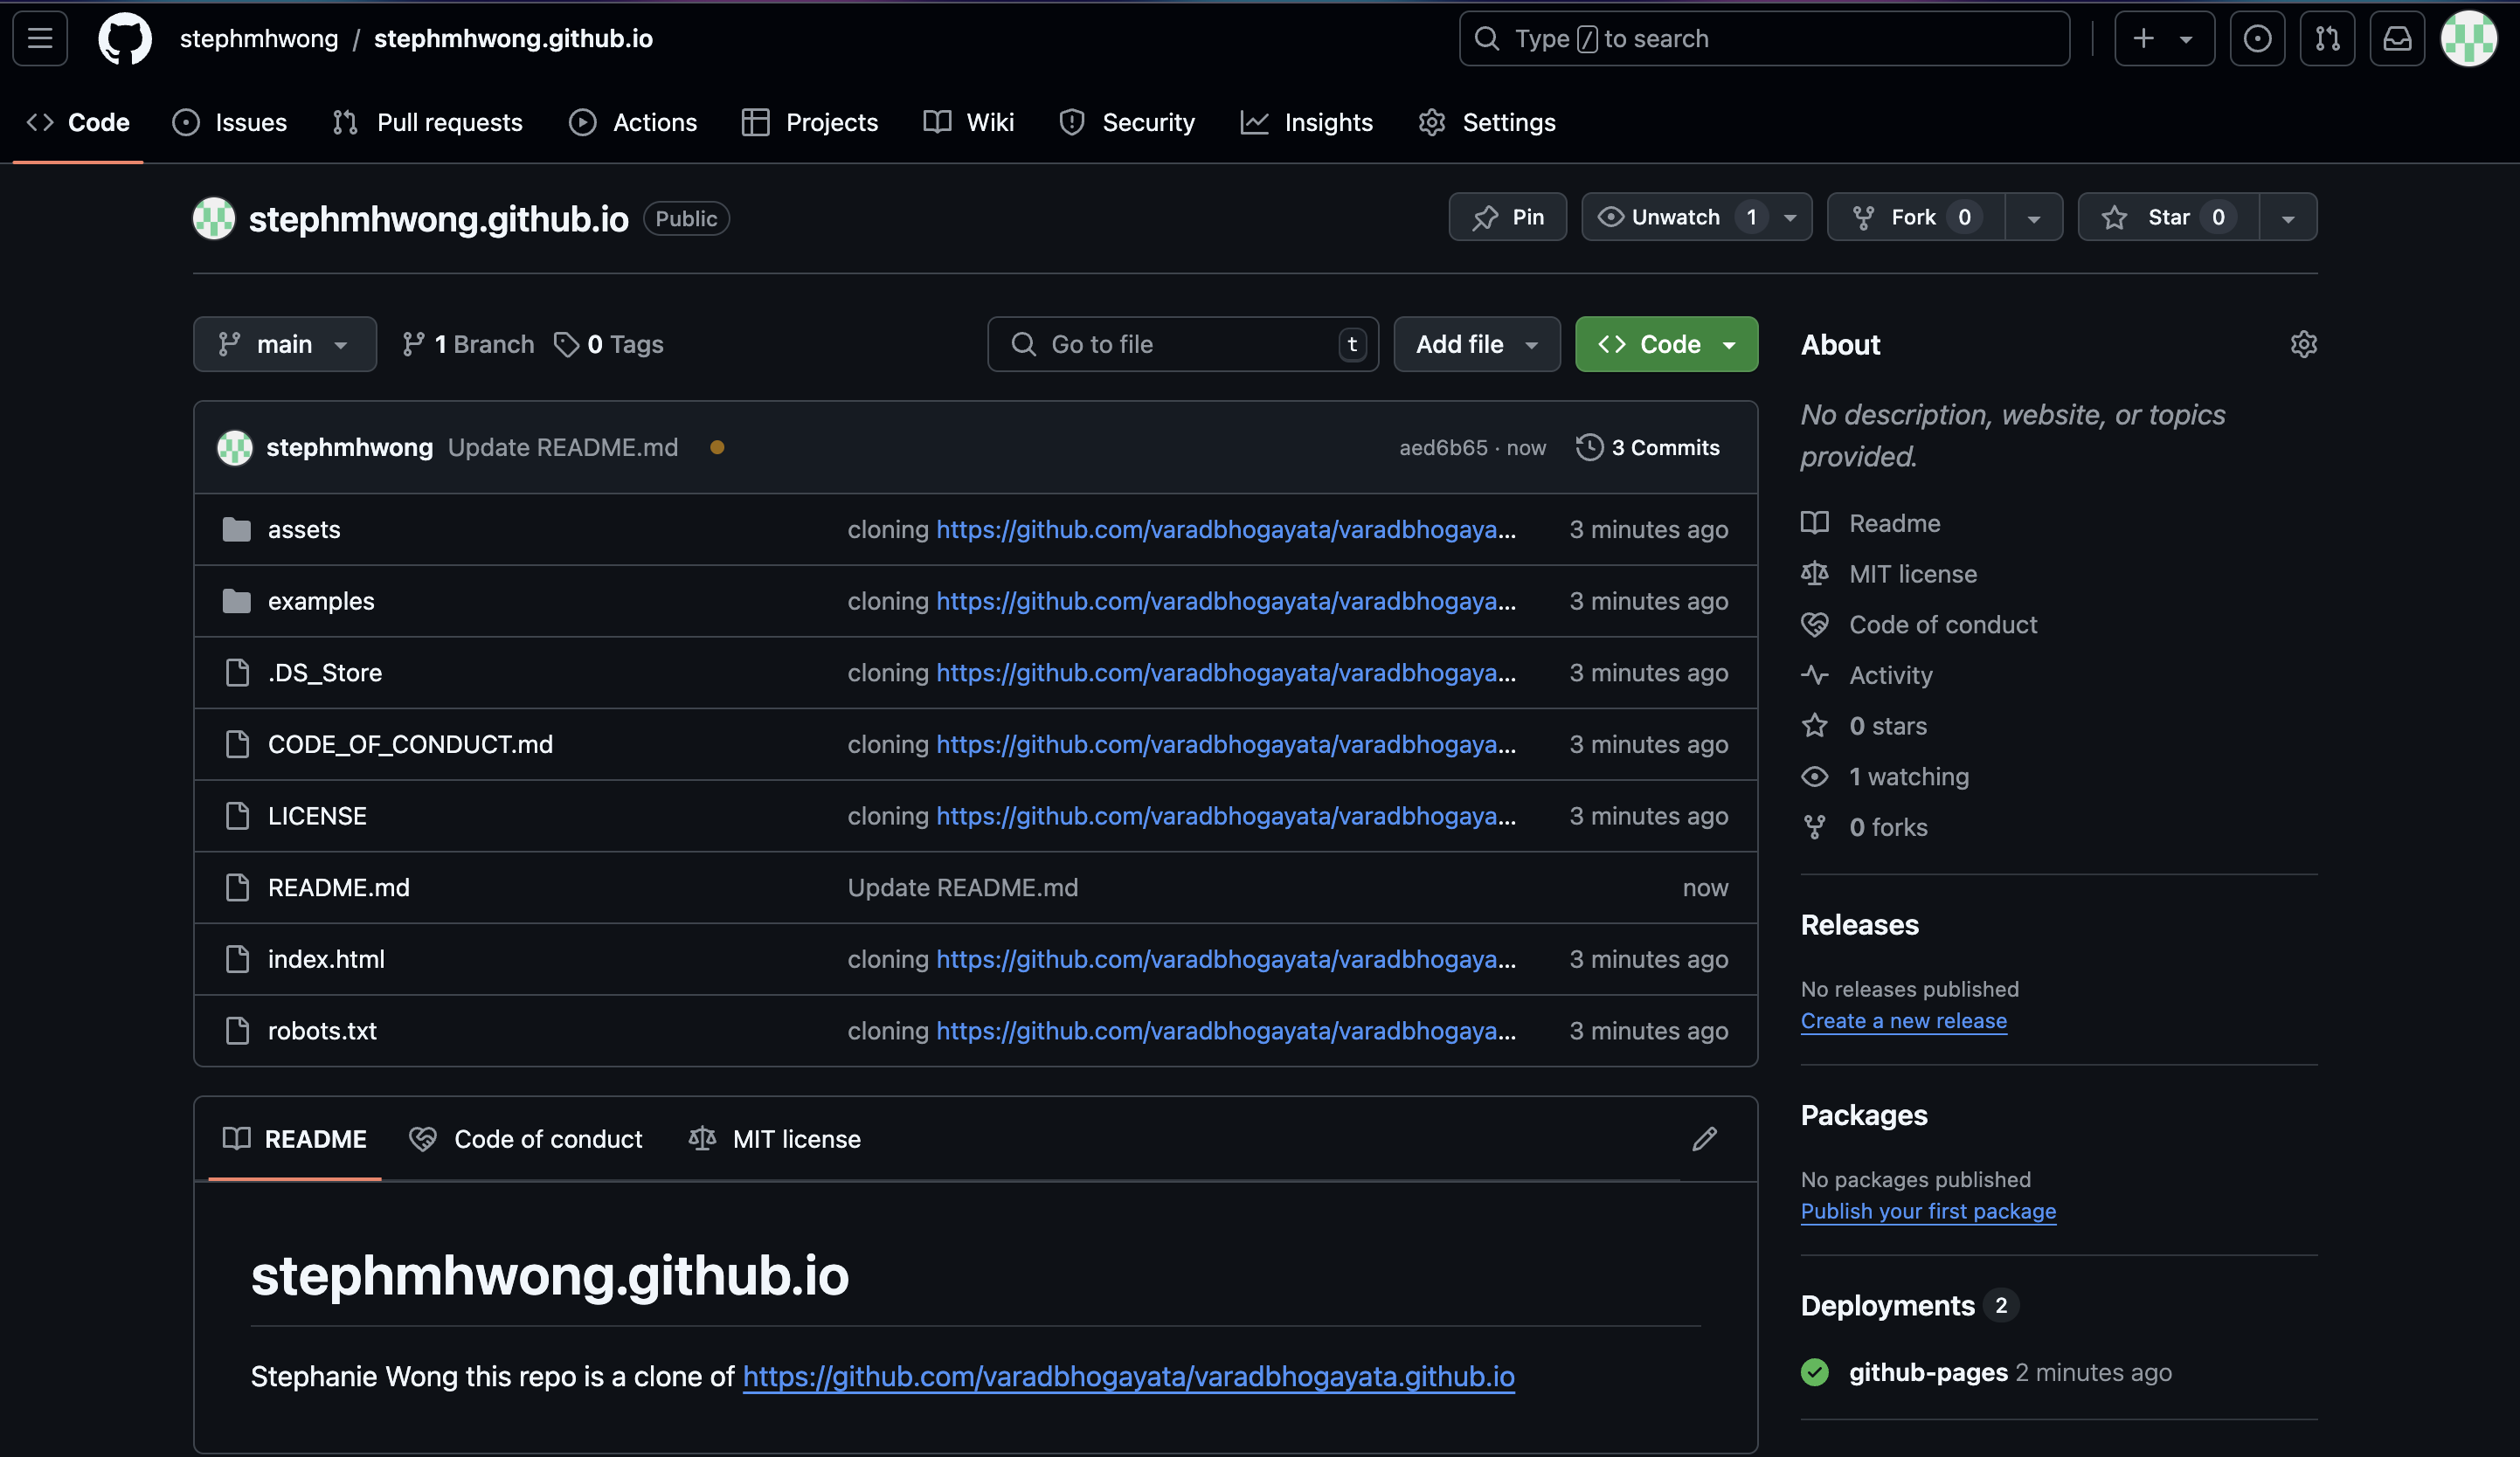 stephmhwong / stephmhwong.github.io
Type / to search
Code Issues Pull requests Actions Projects Wiki Security Insights Settings
stephmhwong.github.io Public
Pin Unwatch 1 Fork 0 Star 0
main 1 Branch 0 Tags
Go to file t Add file Code
stephmhwong Update README.md aed6b65 · now 3 Commits
assets cloning https://github.com/varadbhogayata/varadbhogaya... 3 minutes ago
examples cloning https://github.com/varadbhogayata/varadbhogaya... 3 minutes ago
.DS_Store cloning https://github.com/varadbhogayata/varadbhogaya... 3 minutes ago
CODE_OF_CONDUCT.md cloning https://github.com/varadbhogayata/varadbhogaya... 3 minutes ago
LICENSE cloning https://github.com/varadbhogayata/varadbhogaya... 3 minutes ago
README.md Update README.md now
index.html cloning https://github.com/varadbhogayata/varadbhogaya... 3 minutes ago
robots.txt cloning https://github.com/varadbhogayata/varadbhogaya... 3 minutes ago
README Code of conduct MIT license
stephmhwong.github.io
Stephanie Wong this repo is a clone of https://github.com/varadbhogayata/varadbhogayata.github.io
About
No description, website, or topics
provided.
Readme
MIT license
Code of conduct
Activity
0 stars
1 watching
0 forks
Releases
No releases published
Create a new release
Packages
No packages published
Publish your first package
Deployments 2
github-pages 2 minutes ago